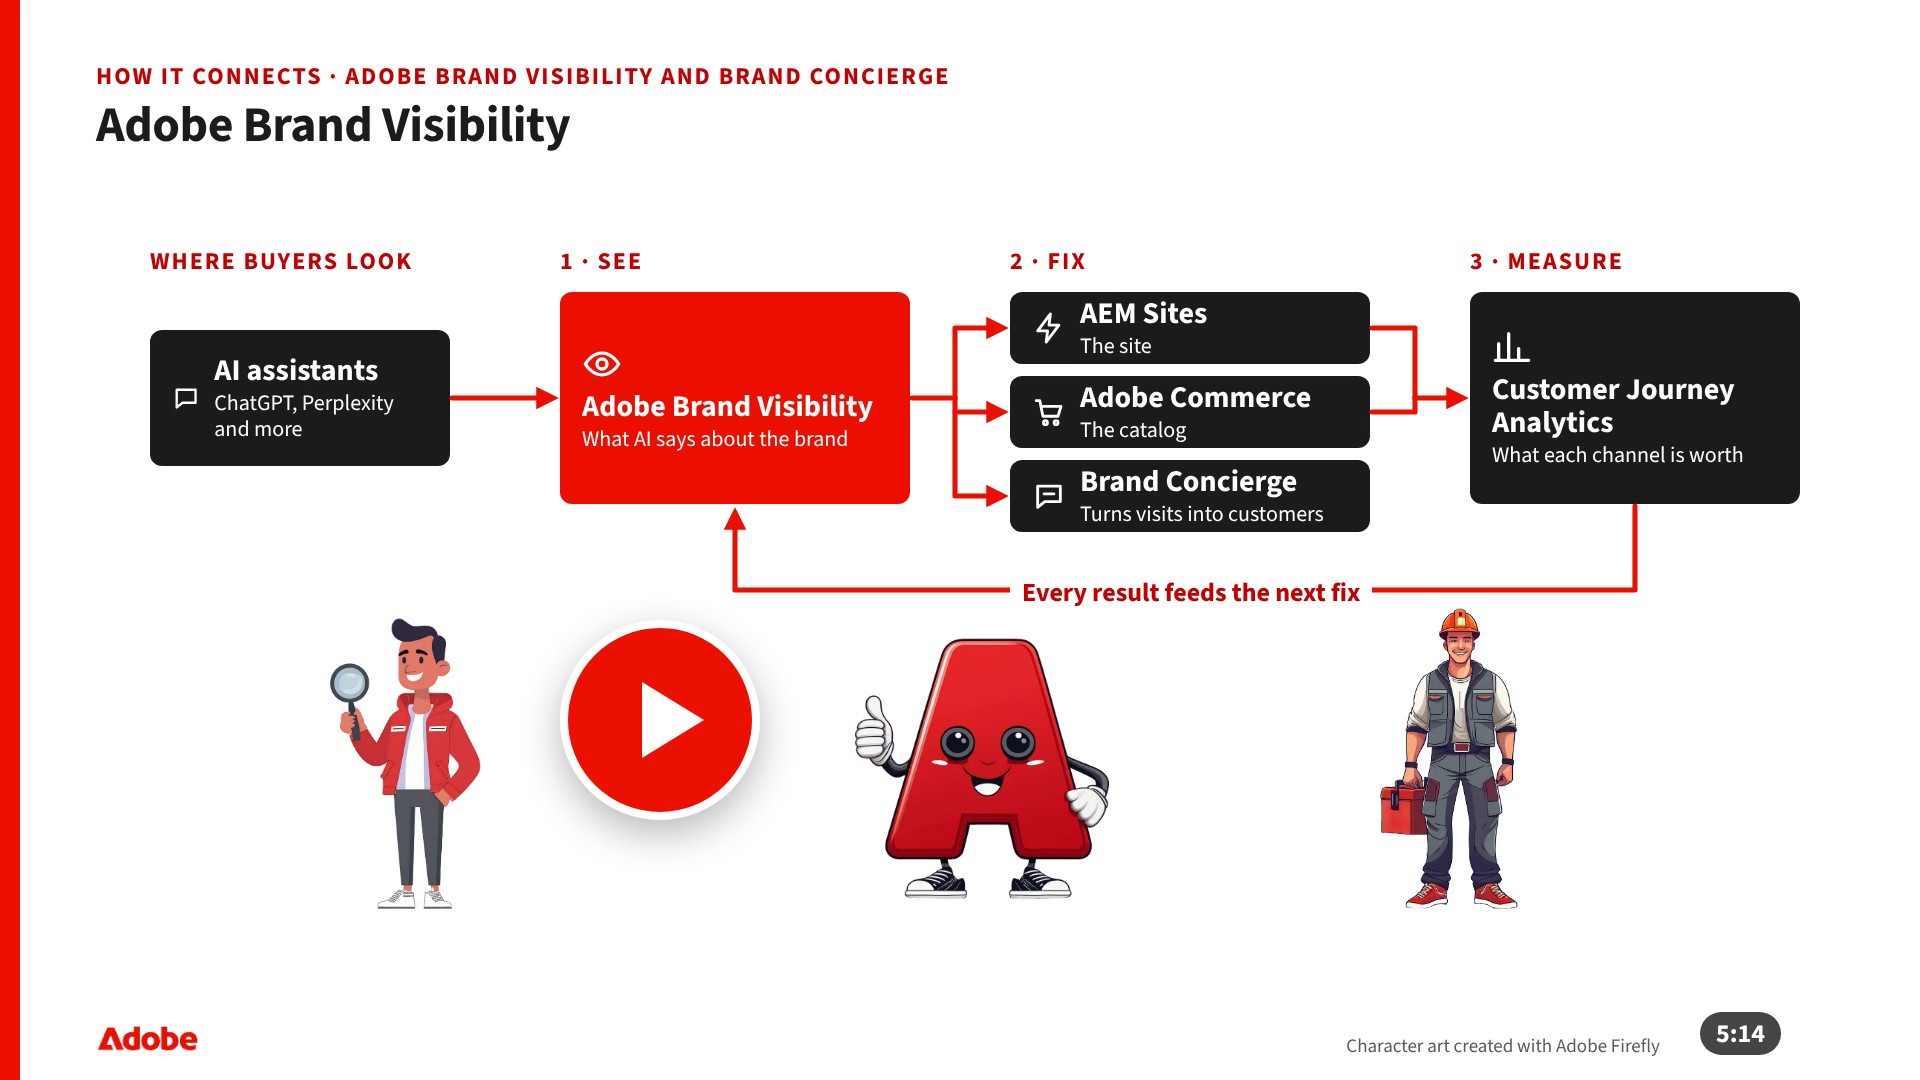 HOW IT CONNECTS · ADOBE BRAND VISIBILITY AND BRAND CONCIERGE
Adobe Brand Visibility
WHERE BUYERS LOOK
AI assistants
ChatGPT, Perplexity
and more
1 · SEE
Adobe Brand Visibility
What AI says about the brand
2 · FIX
AEM Sites
The site
Adobe Commerce
The catalog
Brand Concierge
Turns visits into customers
3 · MEASURE
Customer Journey
Analytics
What each channel is worth
Every result feeds the next fix
Adobe
Character art created with Adobe Firefly
5:14